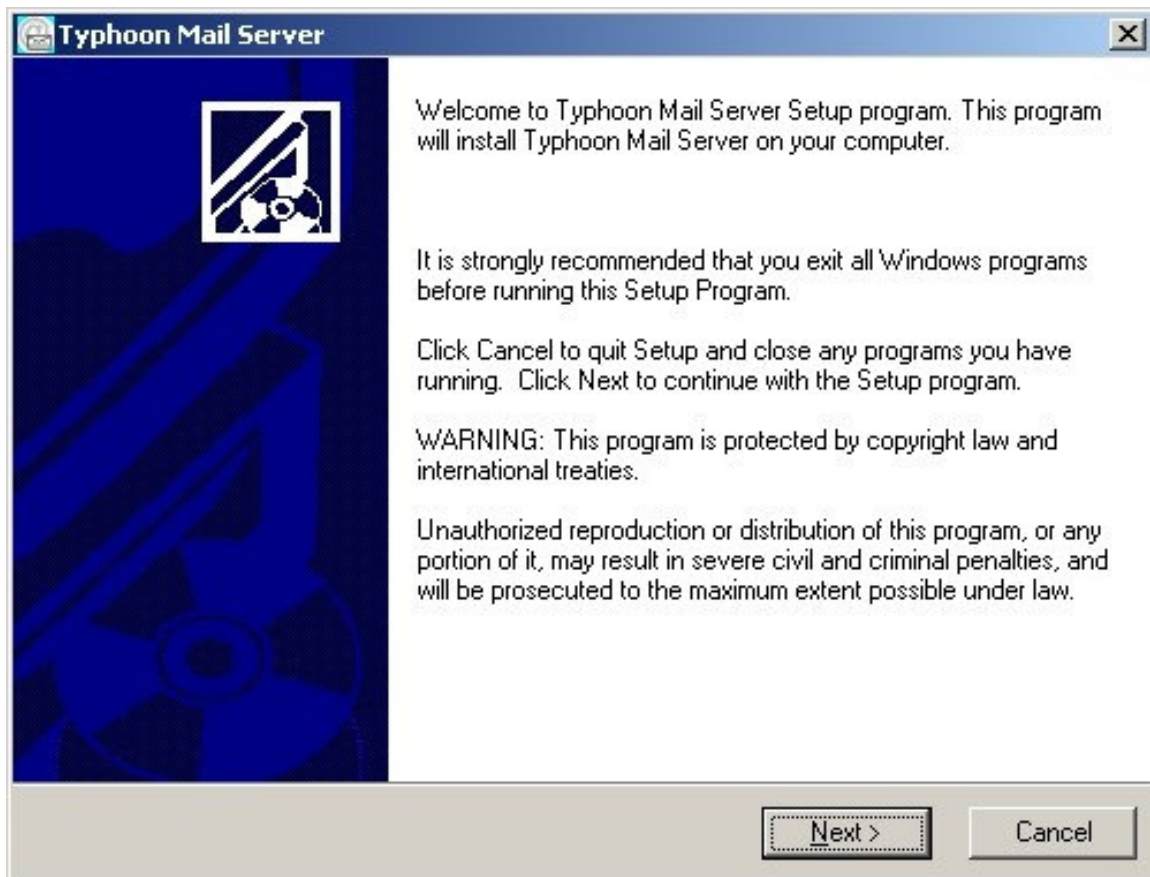 Typhoon Mail Server
Welcome to Typhoon Mail Server Setup program. This program
will install Typhoon Mail Server on your computer.
It is strongly recommended that you exit all Windows programs
before running this Setup Program.
Click Cancel to quit Setup and close any programs you have
running.  Click Next to continue with the Setup program.
WARNING: This program is protected by copyright law and
international treaties.
Unauthorized reproduction or distribution of this program, or any
portion of it, may result in severe civil and criminal penalties, and
will be prosecuted to the maximum extent possible under law.
Next >
Cancel